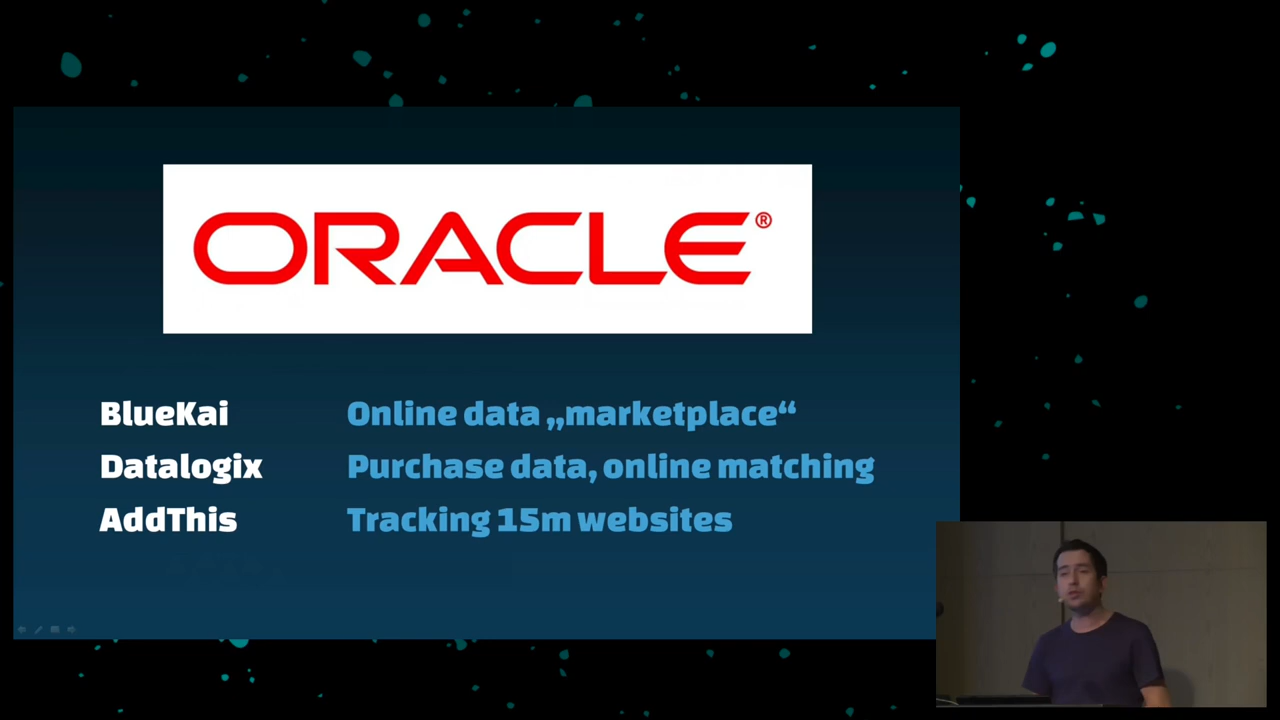 ORACLE®
BlueKai Online data „marketplace“
Datalogix Purchase data, online matching
AddThis Tracking 15m websites